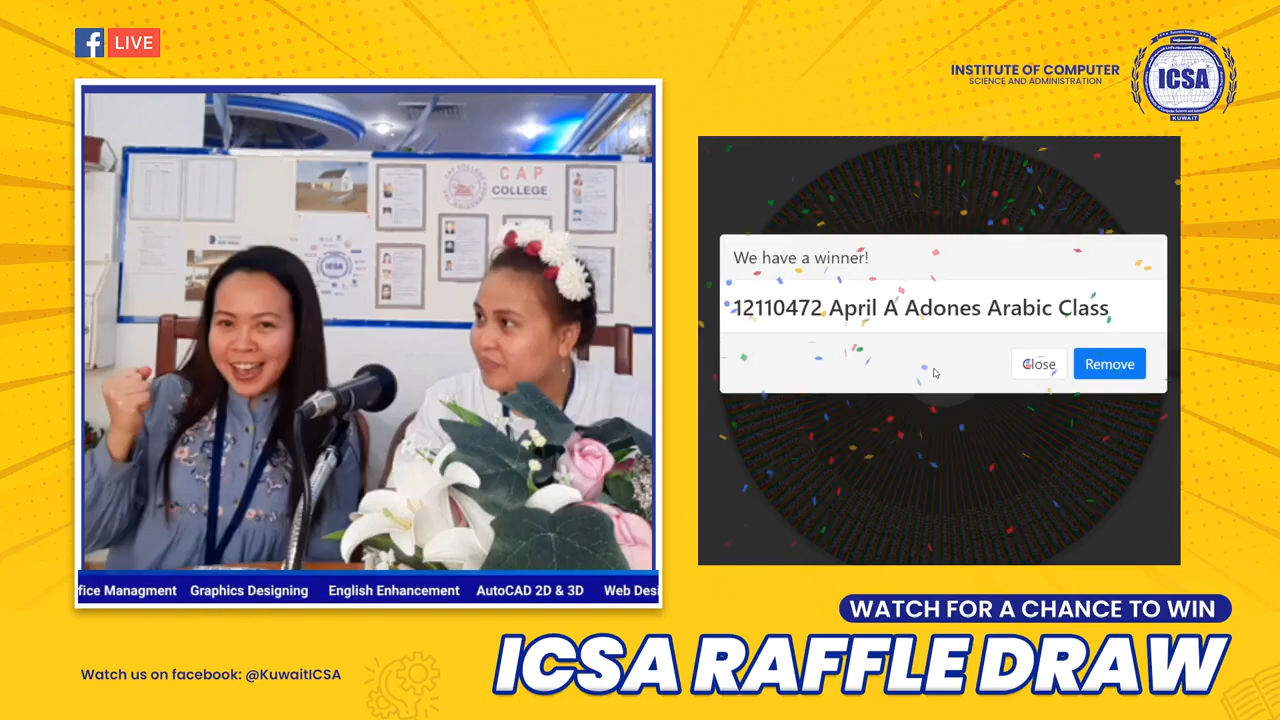 f LIVE
INSTITUTE OF COMPUTER
SCIENCE AND ADMINISTRATION
ICSA
KUWAIT
CAP
COLLEGE
ICSA
We have a winner!
12110472 April A Adones Arabic Class
Close
Remove
fice Managment Graphics Designing English Enhancement AutoCAD 2D & 3D Web Desi
WATCH FOR A CHANCE TO WIN
ICSA RAFFLE DRAW
Watch us on facebook: @KuwaitICSA